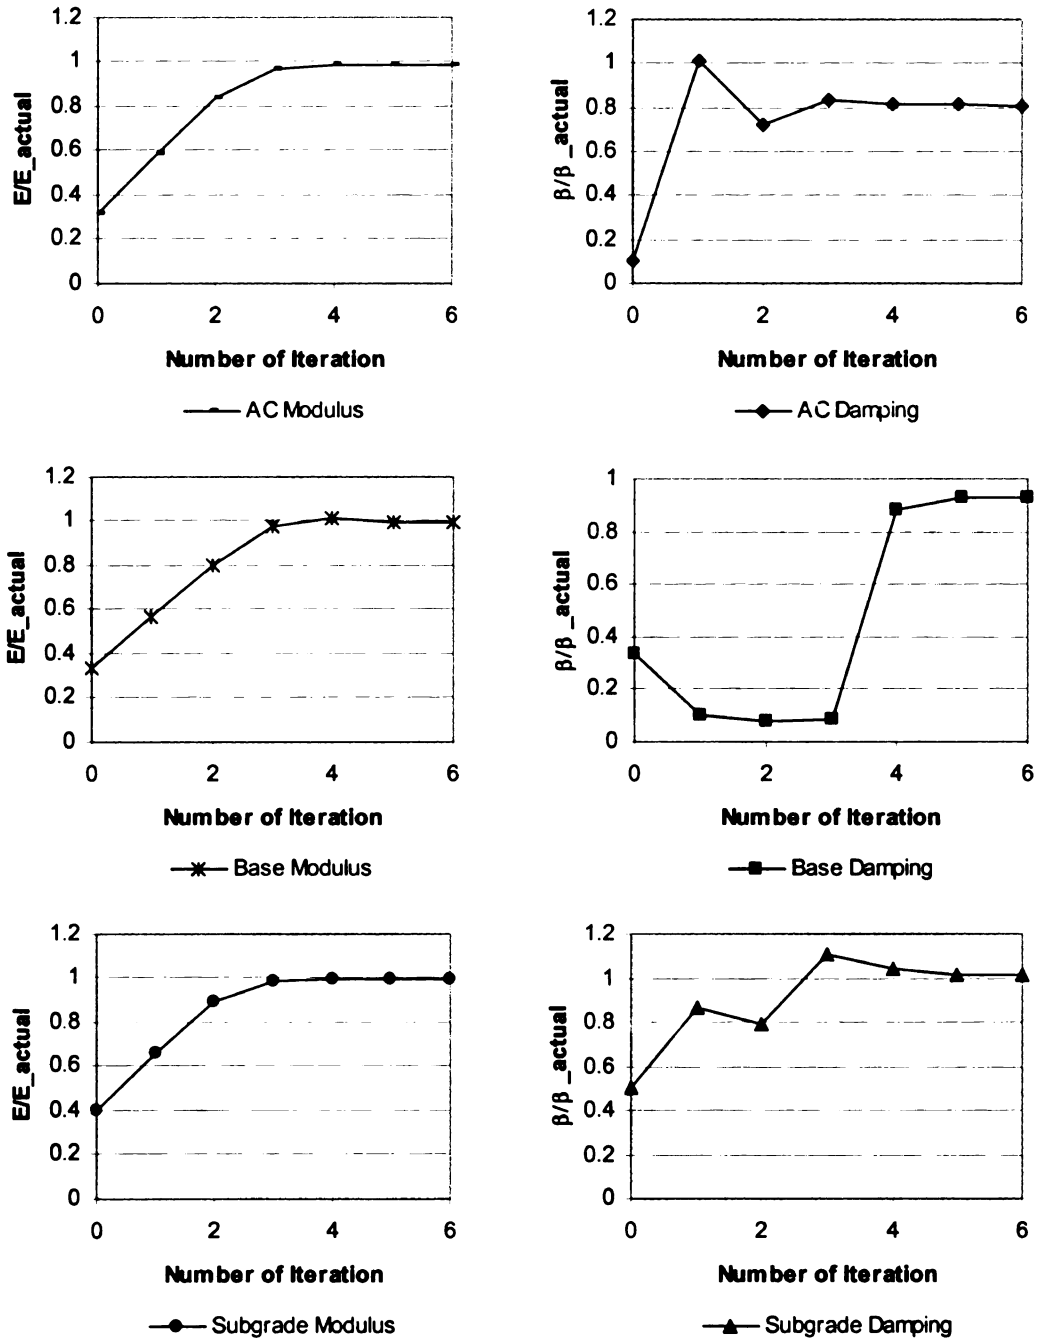 1.2
1
0.8
0.6
0.4
0.2
0
E/E_actual
0 2 4 6
Number of Iteration
AC Modulus
1.2
1
0.8
0.6
0.4
0.2
0
β/β _actual
0 1 2 3 4 5 6
Number of Iteration
AC Damping
1.2
1
0.8
0.6
0.4
0.2
0
E/E_actual
0 2 4 6
Number of Iteration
Base Modulus
1
0.8
0.6
0.4
0.2
0
β/β _actual
0 2 4 6
Number of Iteration
Base Damping
1.2
1
0.8
0.6
0.4
0.2
0
E/E_actual
0 2 4 6
Number of Iteration
Subgrade Modulus
1.2
1
0.8
0.6
0.4
0.2
0
β/β _actual
0 2 4 6
Number of Iteration
Subgrade Damping